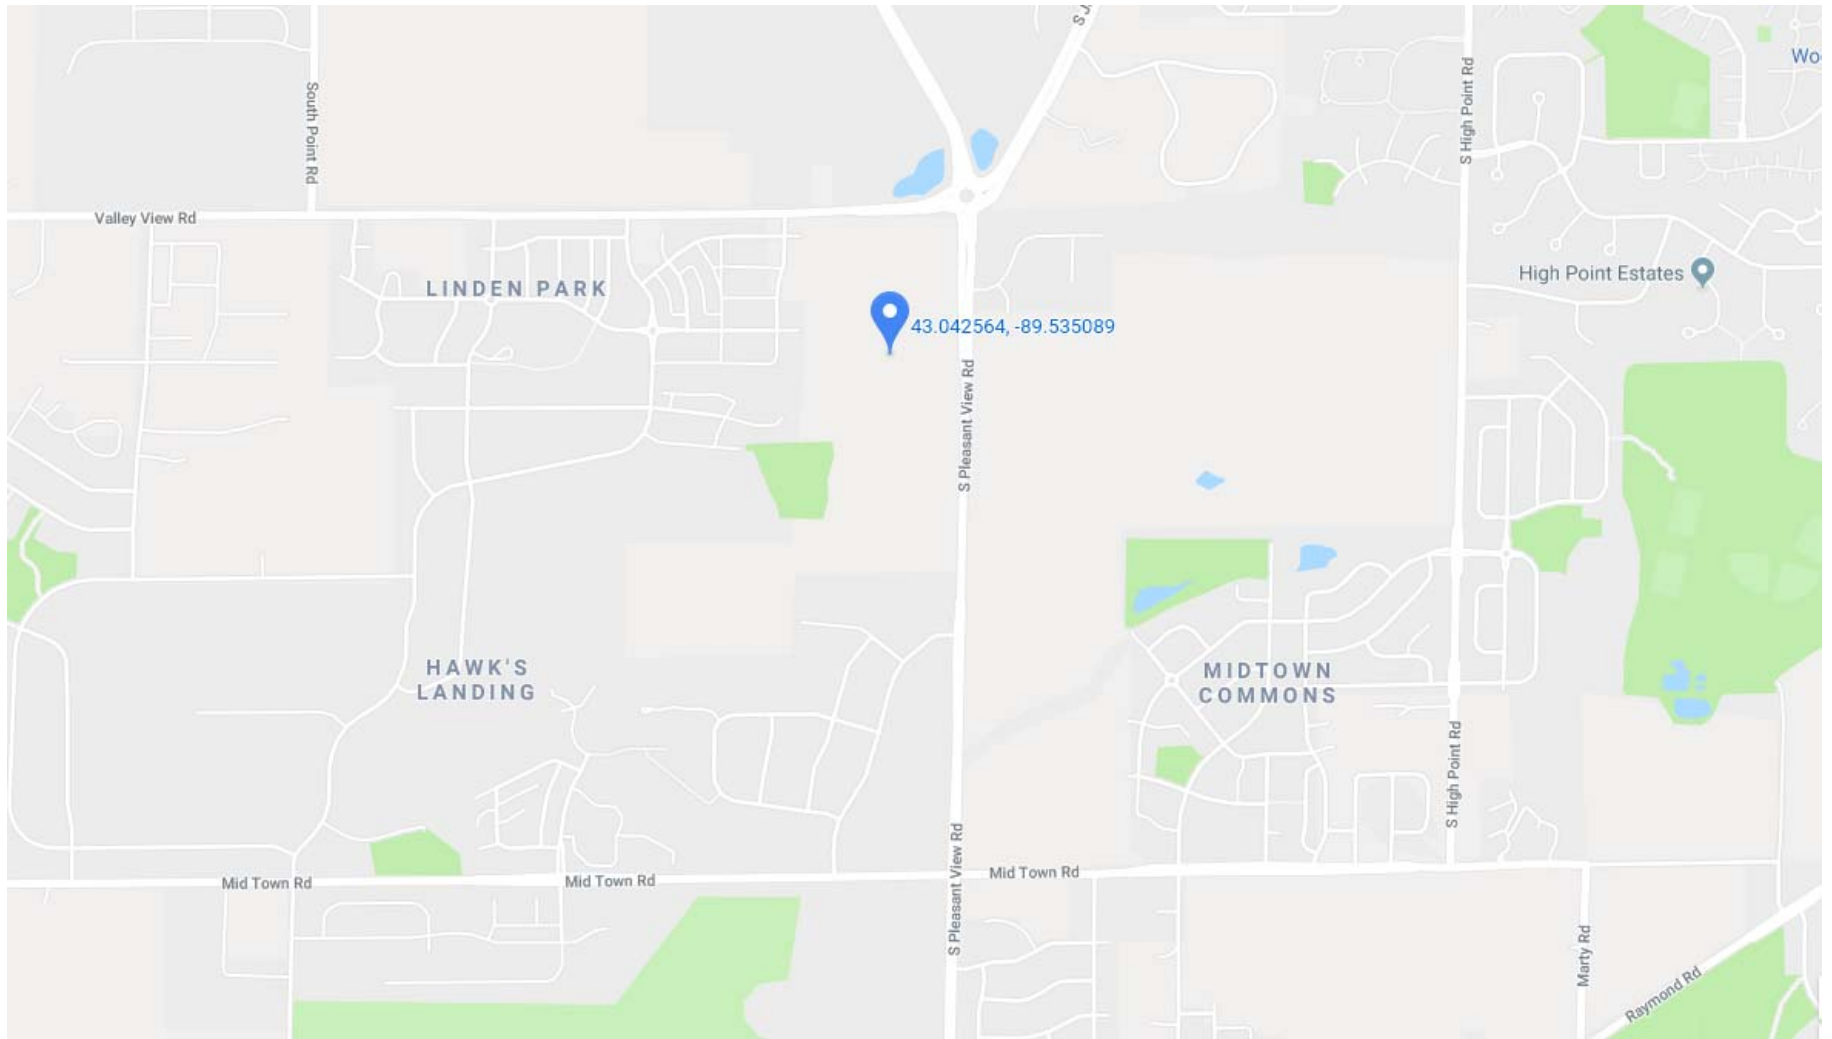 S J
Wo
South Point Rd
S High Point Rd
Valley View Rd
High Point Estates
LINDEN PARK
43.042564, -89.535089
S Pleasant View Rd
HAWK'S
LANDING
MIDTOWN
COMMONS
S High Point Rd
S Pleasant View Rd
Mid Town Rd
Mid Town Rd
Mid Town Rd
Marty Rd
Raymond Rd